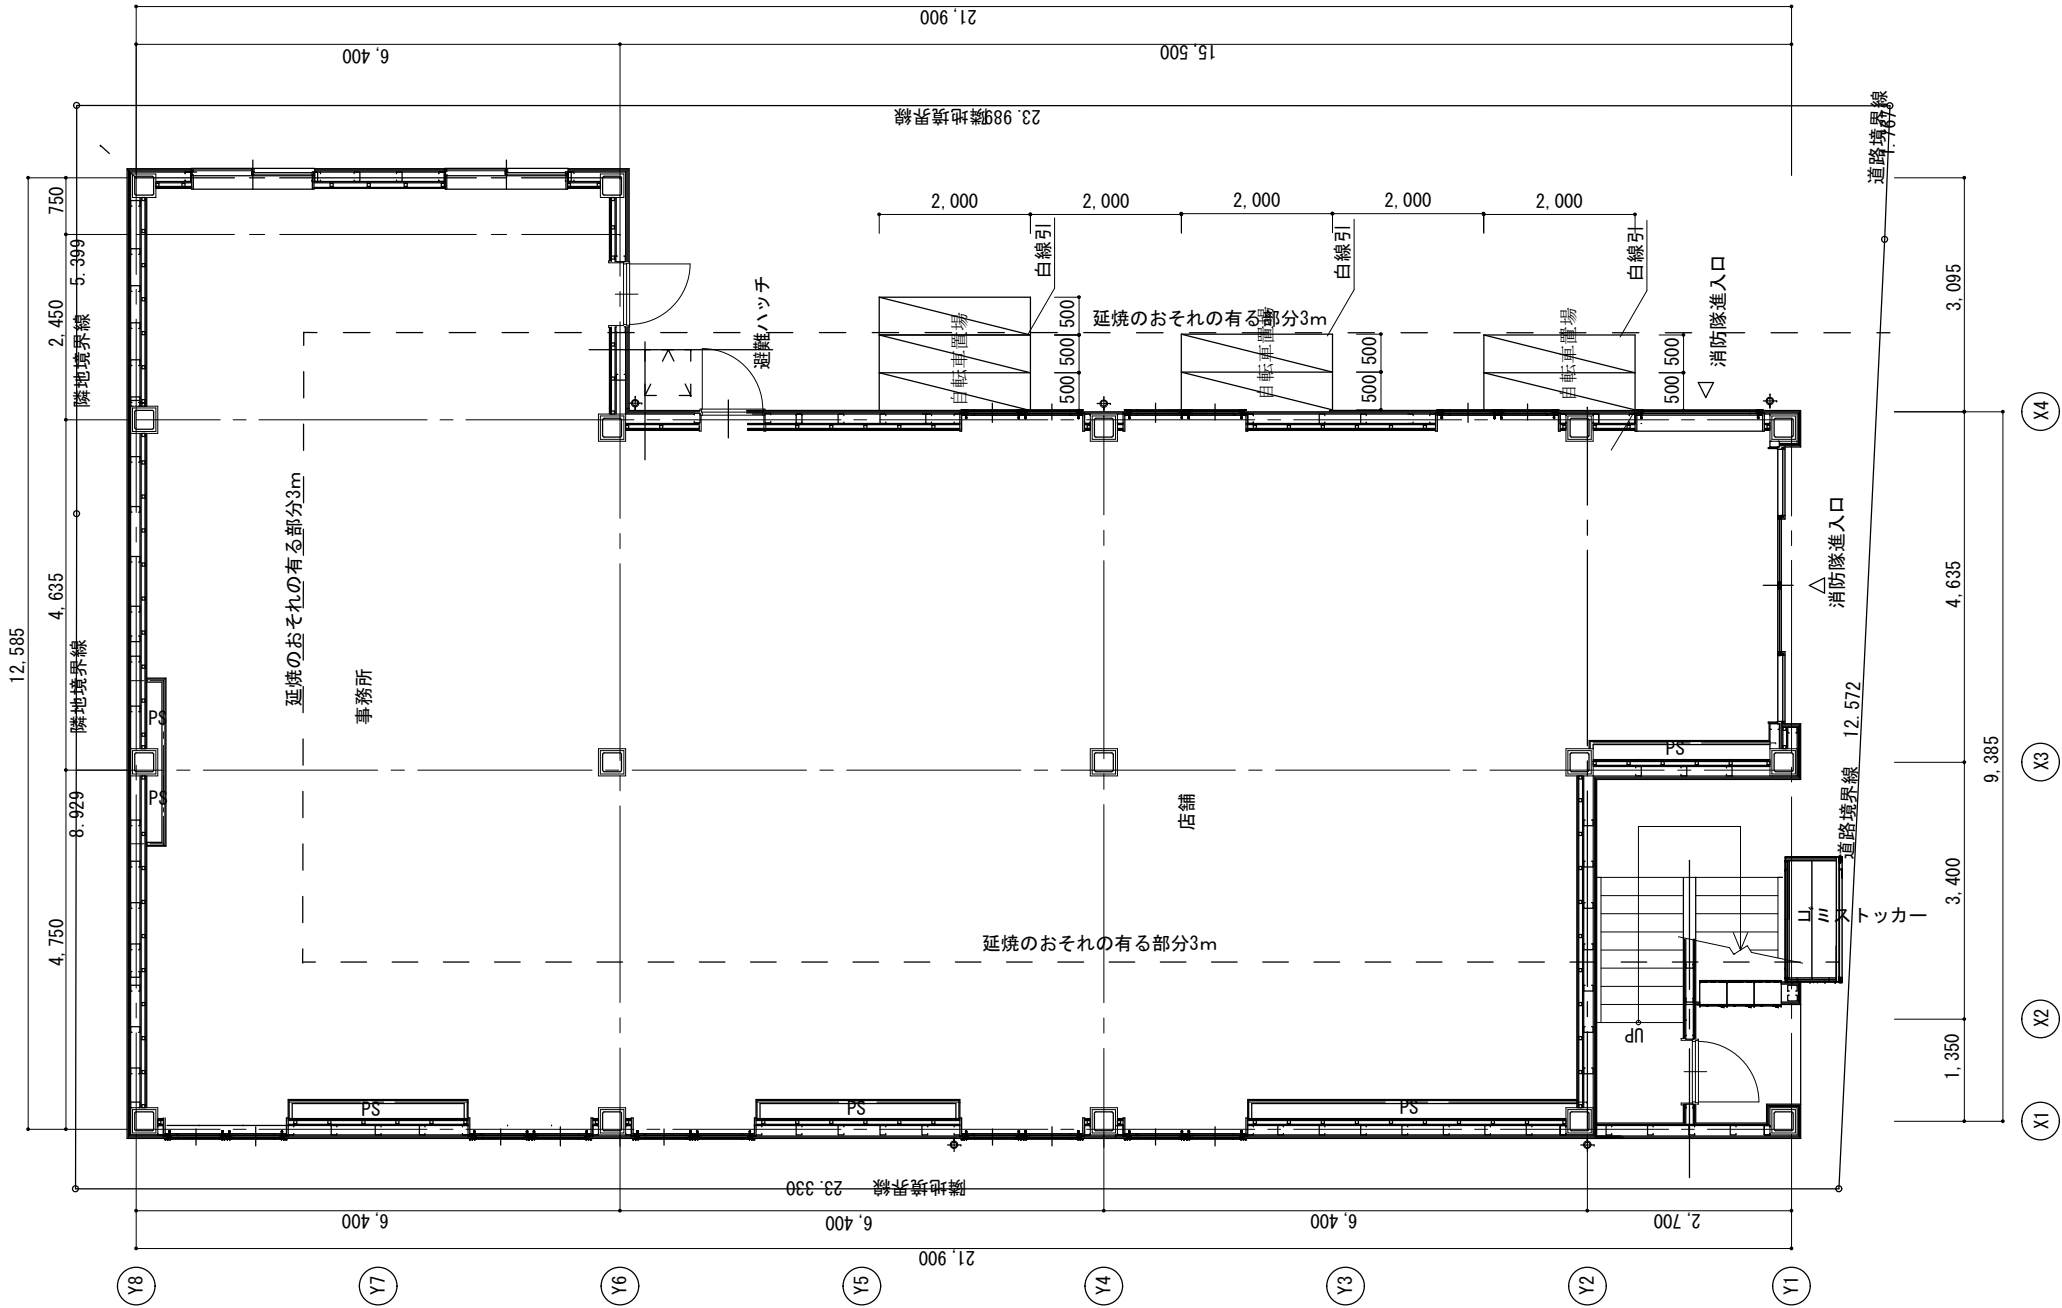 21,900
6,400
15,500
隣地境界線
23.989
道路境界線
750
2,450
4,635
4,750
12,585
隣地境界線 5.399
隣地境界線
8.929
2,000
2,000
2,000
2,000
2,000
白線引
白線引
白線引
自転車置場
自転車置場
自転車置場
500
500
500
500
500
500
500
延焼のおそれの有る部分3m
避難ハッチ
消防隊進入口
消防隊進入口
延焼のおそれの有る部分3m
事務所
店舗
延焼のおそれの有る部分3m
PS
PS
PS
PS
PS
PS
UP
ゴミストッカー
道路境界線 12.572
3,095
4,635
3,400
1,350
9,385
X4
X3
X2
X1
隣地境界線 23.330
6,400
6,400
6,400
2,700
21,900
Y8
Y7
Y6
Y5
Y4
Y3
Y2
Y1